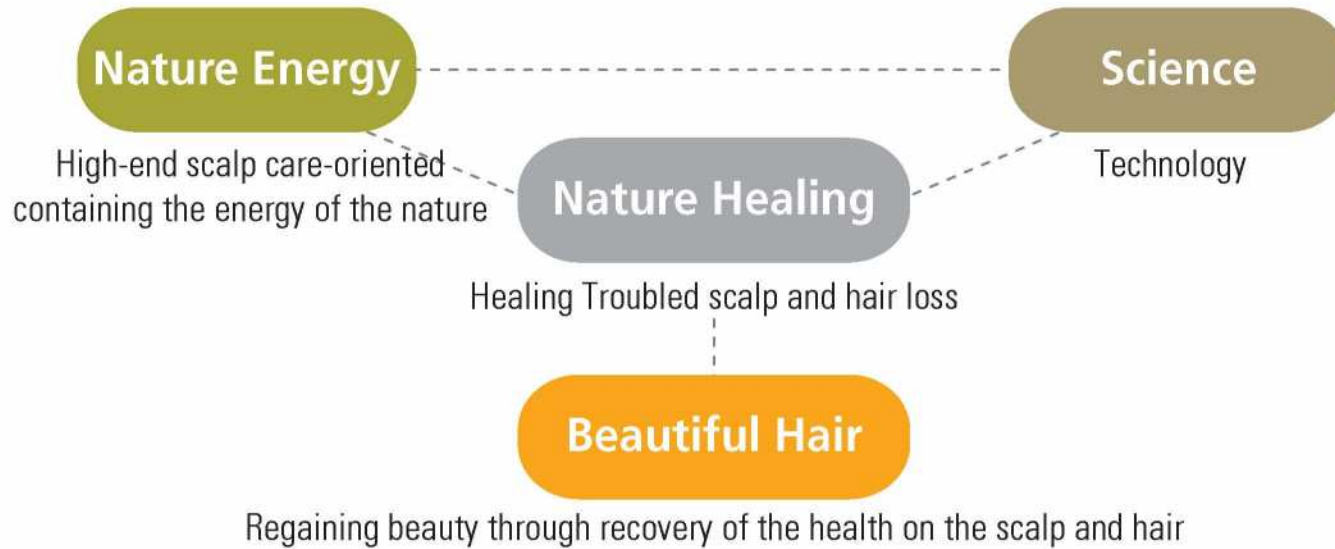 Nature Energy
Science
High-end scalp care-oriented
containing the energy of the nature
Technology
Nature Healing
Healing Troubled scalp and hair loss
Beautiful Hair
Regaining beauty through recovery of the health on the scalp and hair